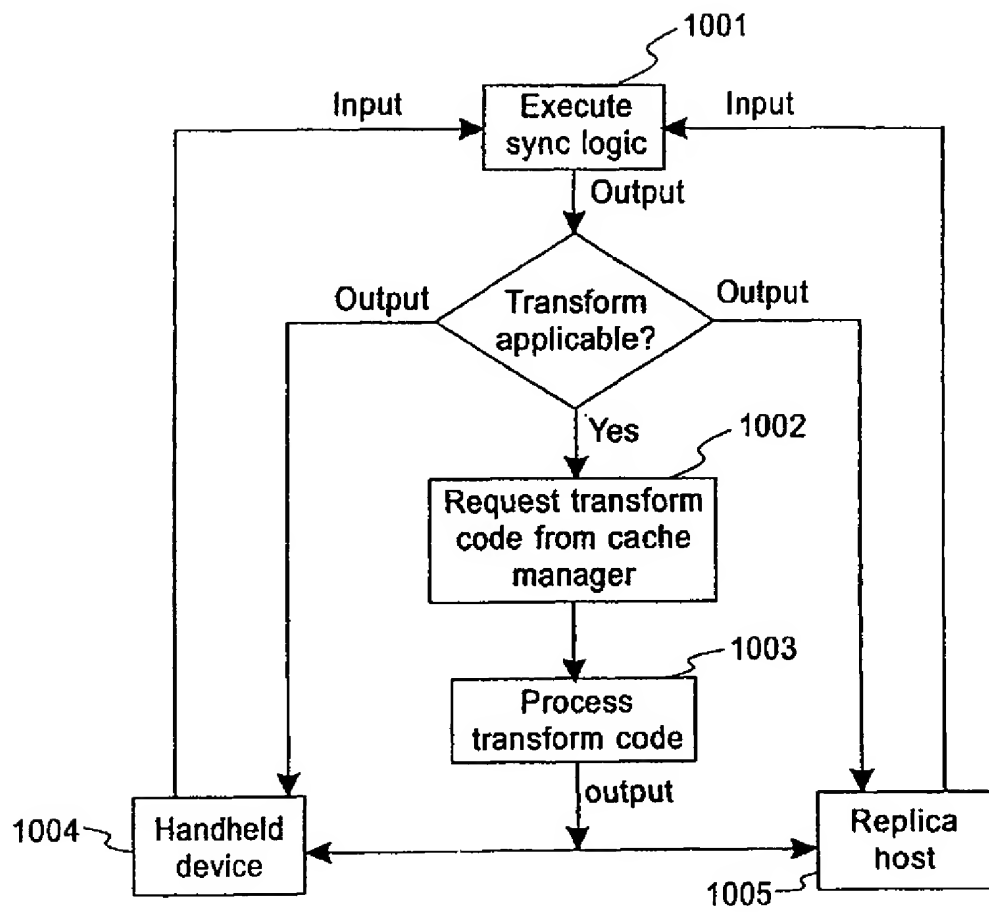 1001
Input
Input
Execute
sync logic
Output
Output
Output
Transform
applicable?
Yes
1002
Request transform
code from cache
manager
1003
Process
transform code
output
1004
Handheld
device
Replica
host
1005